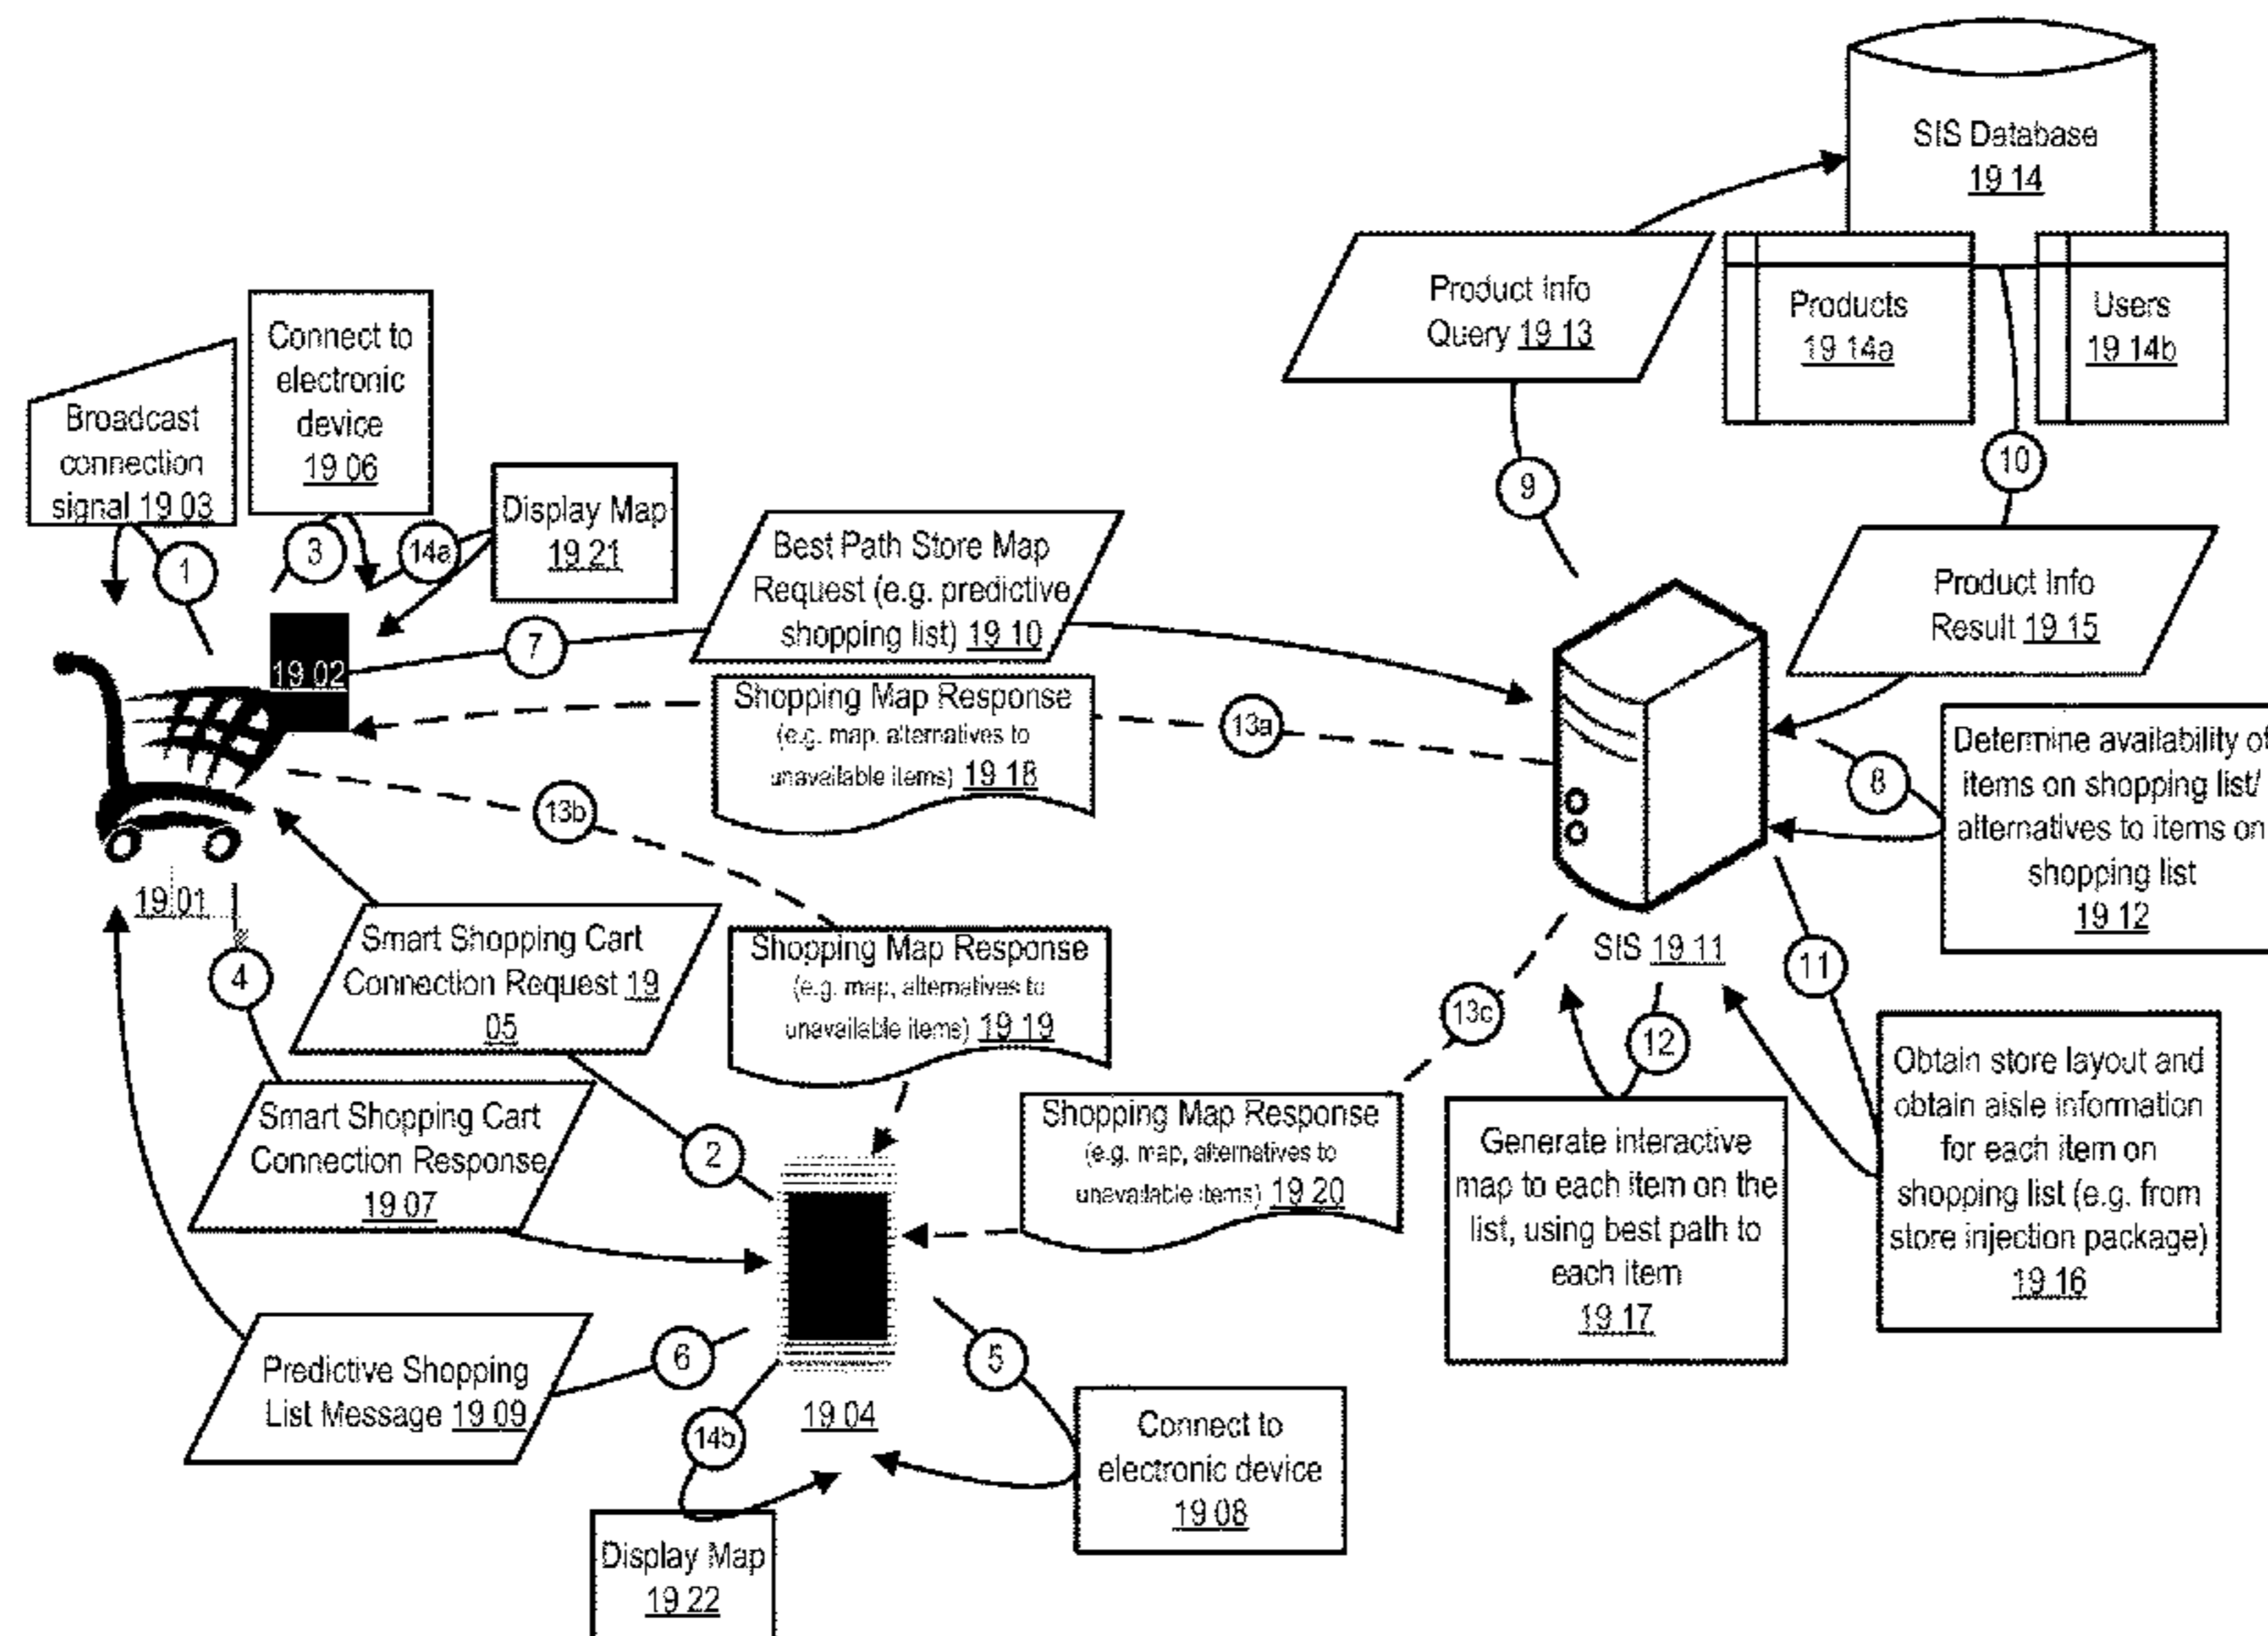 SIS Database
19 14
Products
19 14a
Users
19 14b
Product Info
Query 19 13
9
10
Product Info
Result 19 15
Broadcast
connection
signal 19 03
1
Connect to
electronic
device
19 06
3
14a
Display Map
19 21
19 02
7
Best Path Store Map
Request (e.g. predictive
shopping list) 19 10
Shopping Map Response
(e.g. map, alternatives to
unavailable items) 19 18
13a
13b
19 01
8
Determine availability of
items on shopping list/
alternatives to items on
shopping list
19 12
SIS 19 11
11
12
13c
4
Smart Shopping Cart
Connection Request 19
05
Shopping Map Response
(e.g. map, alternatives to
unavailable items) 19 19
Smart Shopping Cart
Connection Response
19 07
2
Shopping Map Response
(e.g. map, alternatives to
unavailable items) 19 20
Generate interactive
map to each item on the
list, using best path to
each item
19 17
Obtain store layout and
obtain aisle information
for each item on
shopping list (e.g. from
store injection package)
19 16
Predictive Shopping
List Message 19 09
6
5
14b
19 04
Connect to
electronic device
19 08
Display Map
19 22